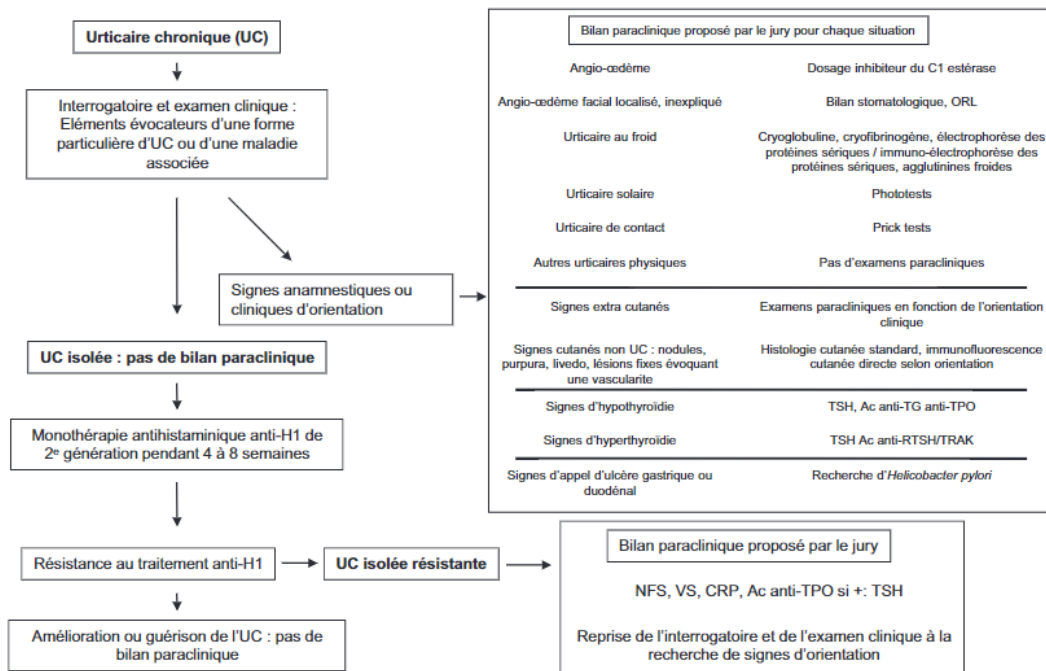 Urticaire chronique (UC)
Interrogatoire et examen clinique :
Eléments évocateurs d'une forme
particulière d'UC ou d'une maladie
associée
Signes anamnestiques ou
cliniques d'orientation
UC isolée : pas de bilan paraclinique
Monothérapie antihistaminique anti-H1 de
2e génération pendant 4 à 8 semaines
Résistance au traitement anti-H1
UC isolée résistante
Amélioration ou guérison de l'UC : pas de
bilan paraclinique
Bilan paraclinique proposé par le jury pour chaque situation
Angio-œdème
Dosage inhibiteur du C1 estérase
Angio-œdème facial localisé, inexpliqué
Bilan stomatologique, ORL
Urticaire au froid
Cryoglobuline, cryofibrinogène, électrophorèse des
protéines sériques / immuno-électrophorèse des
protéines sériques, agglutinines froides
Urticaire solaire
Phototests
Urticaire de contact
Prick tests
Autres urticaires physiques
Pas d'examens paracliniques
Signes extra cutanés
Examens paracliniques en fonction de l'orientation
clinique
Signes cutanés non UC : nodules,
purpura, livedo, lésions fixes évoquant
une vascularite
Histologie cutanée standard, immunofluorescence
cutanée directe selon orientation
Signes d'hypothyroïdie
TSH, Ac anti-TG anti-TPO
Signes d'hyperthyroïdie
TSH Ac anti-RTSH/TRAK
Signes d'appel d'ulcère gastrique ou
duodénal
Recherche d'Helicobacter pylori
Bilan paraclinique proposé par le jury
NFS, VS, CRP, Ac anti-TPO si +: TSH
Reprise de l'interrogatoire et de l'examen clinique à la
recherche de signes d'orientation